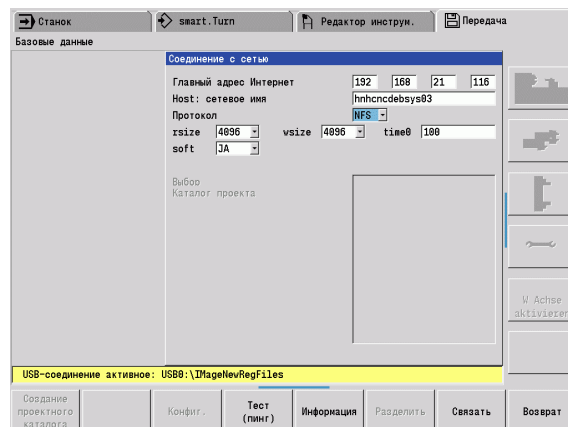 Станок
smart.Turn
Редактор инструм.
Передача
Базовые данные
Соединение с сетью
Главный адрес Интернет 192 168 21 116
Host: сетевое имя hnhcncdebsys03
Протокол NFS
rsize 4096 wsize 4096 time0 100
soft JA
Выбор
Каталог проекта
W Achse
aktivieren
USB-соединение активное: USB0:\IMageNewRegFiles
Создание
проектного
каталога
Конфиг.
Тест
(пинг)
Информация
Разделить
Связать
Возврат